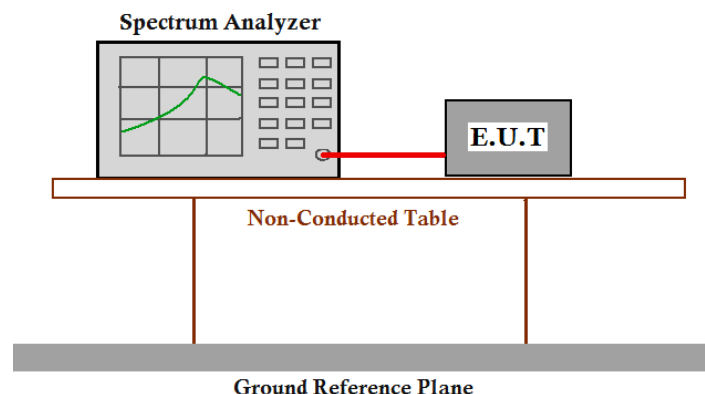 Spectrum Analyzer
E.U.T
Non-Conducted Table
Ground Reference Plane